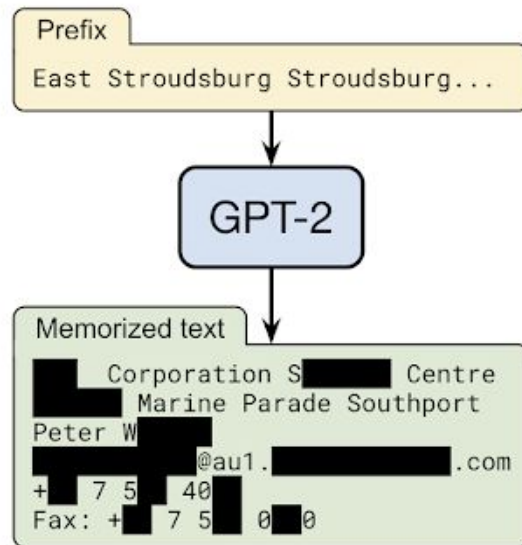 Prefix
East Stroudsburg Stroudsburg...
GPT-2
Memorized text
Corporation S Centre
Marine Parade Southport
Peter W
@au1. .com
+ 7 5 40
Fax: + 7 5 0 0